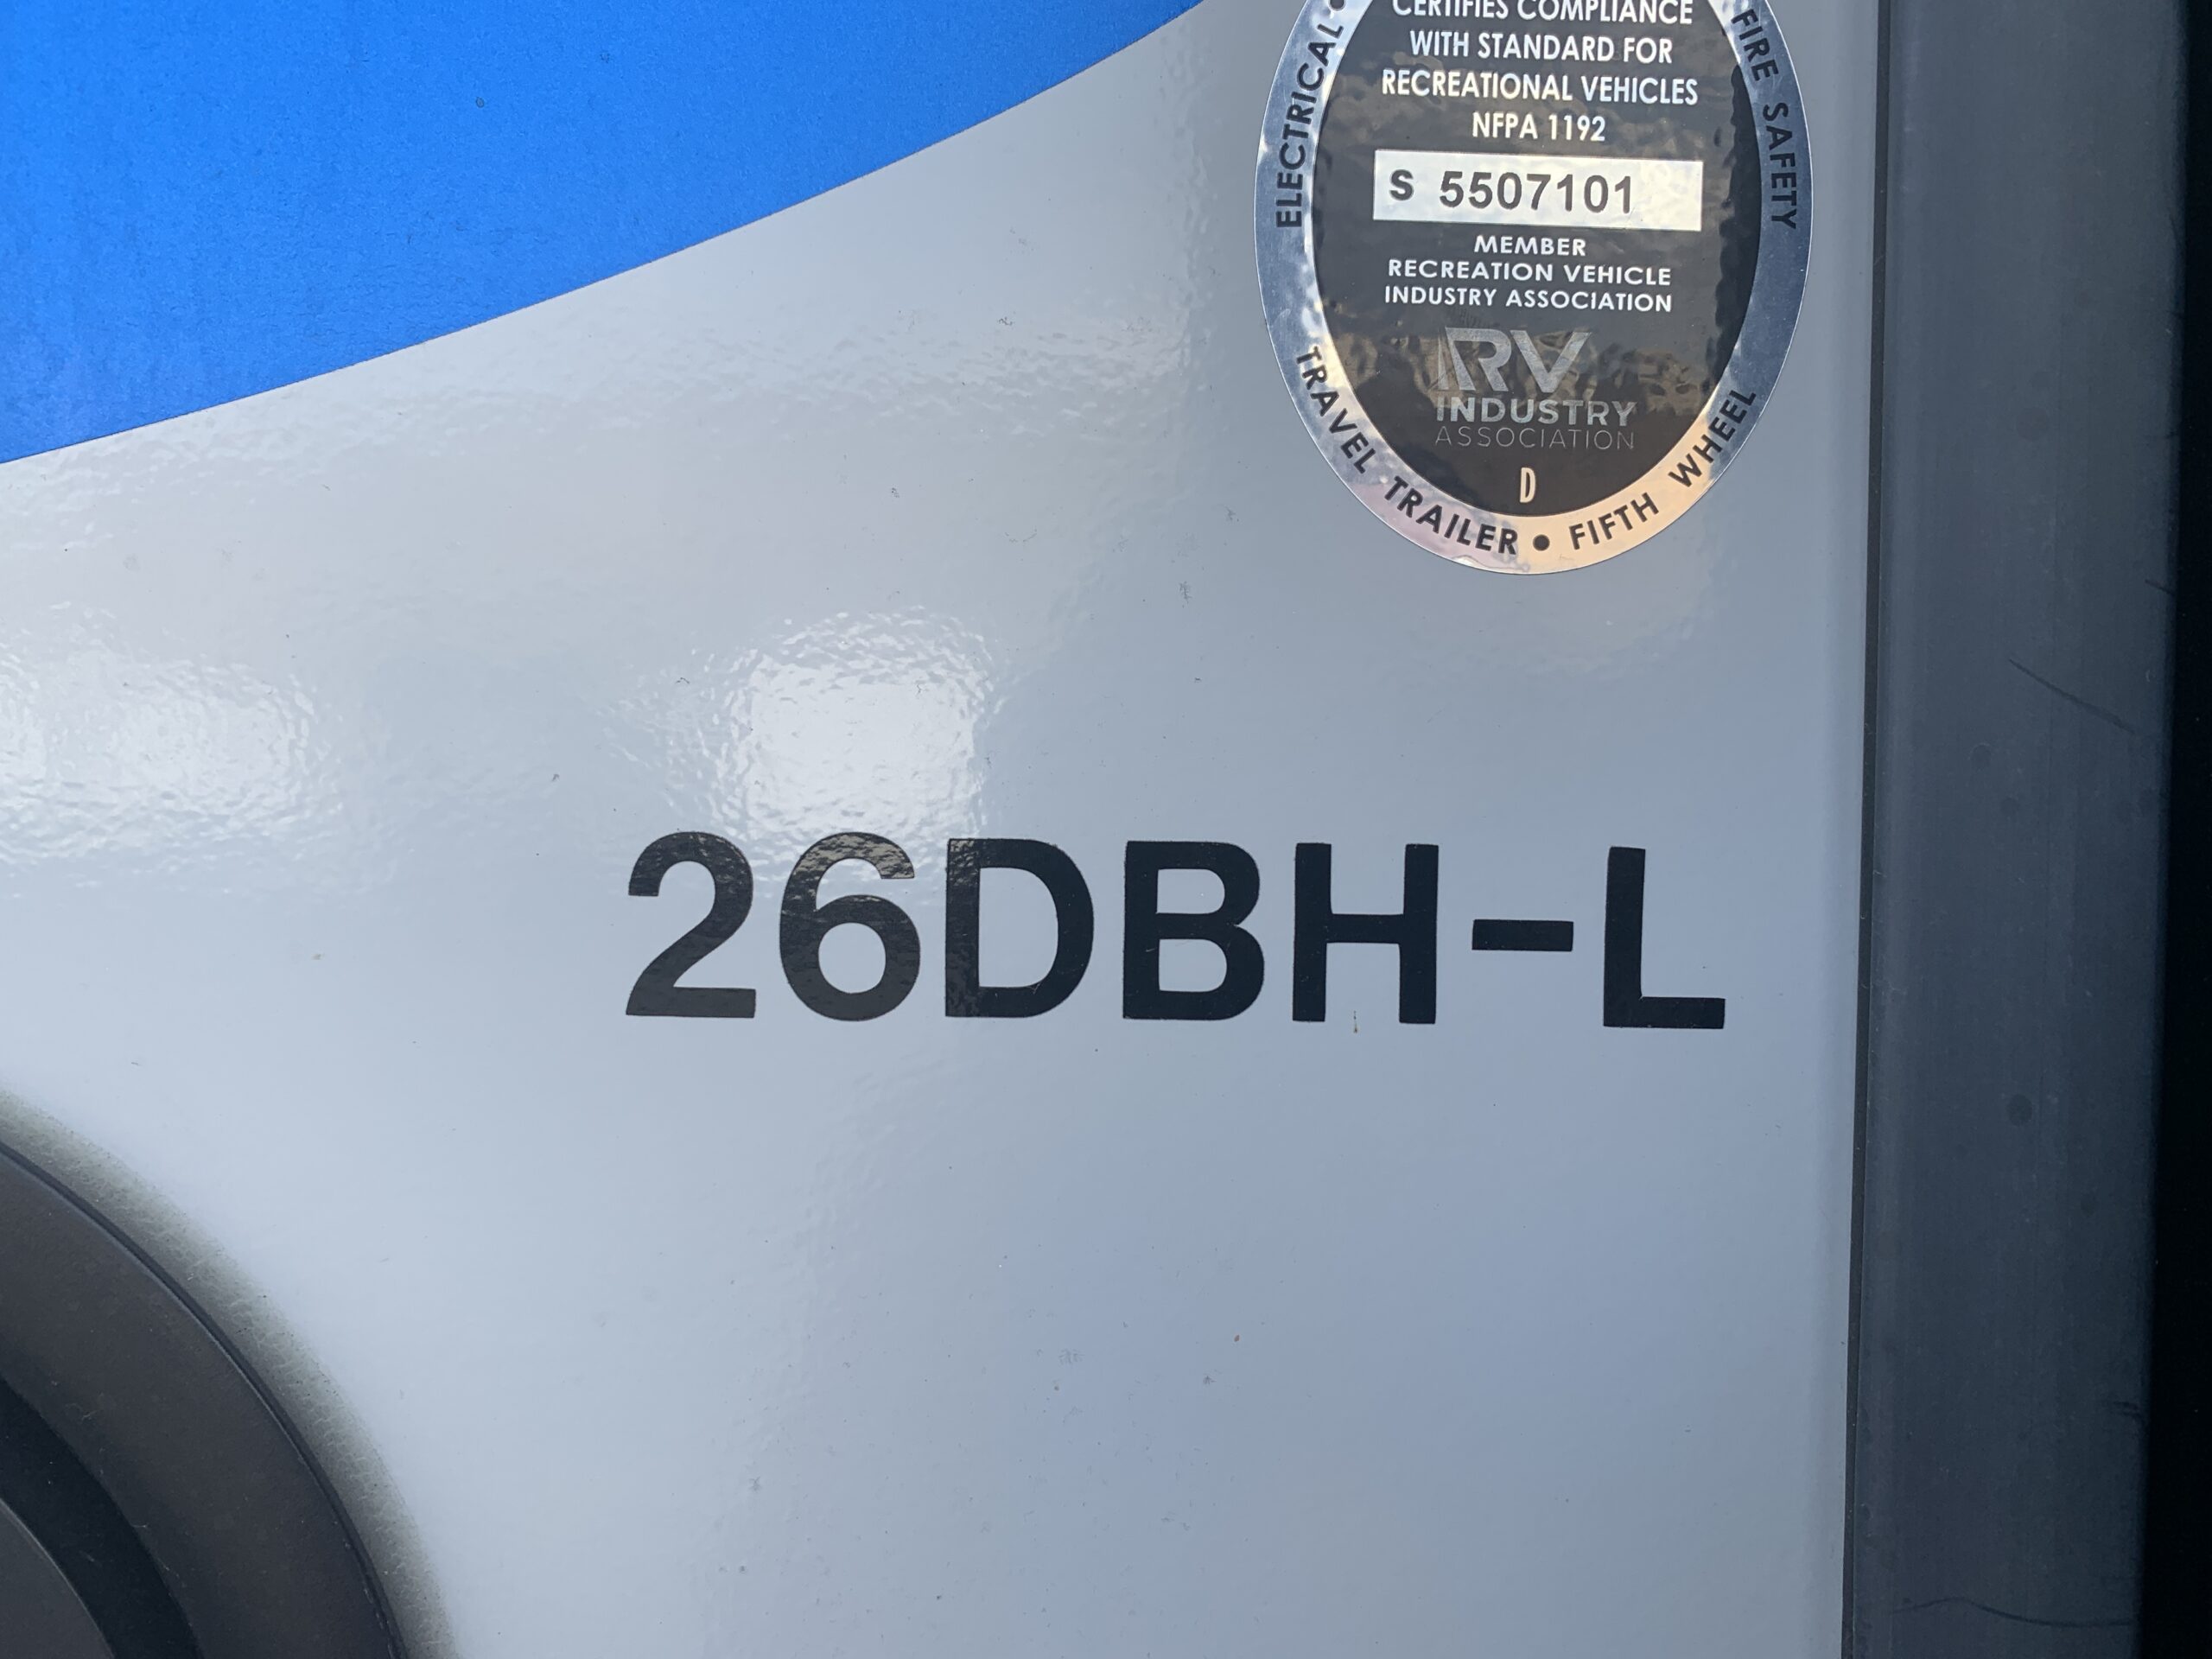 CERTIFIES COMPLIANCE
WITH STANDARD FOR
RECREATIONAL VEHICLES
NFPA 1192
S 5507101
MEMBER
RECREATION VEHICLE
INDUSTRY ASSOCIATION
RV
INDUSTRY
ASSOCIATION
D
ELECTRICAL •
FIRE SAFETY
TRAVEL TRAILER • FIFTH WHEEL
26DBH-L